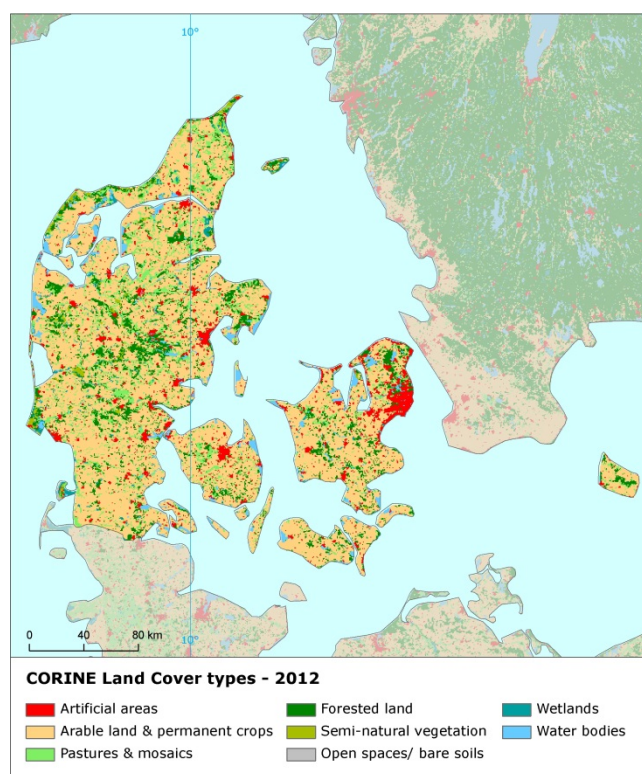 10°
10°
0 40 80 km
CORINE Land Cover types - 2012
Artificial areas
Forested land
Wetlands
Arable land & permanent crops
Semi-natural vegetation
Water bodies
Pastures & mosaics
Open spaces/ bare soils